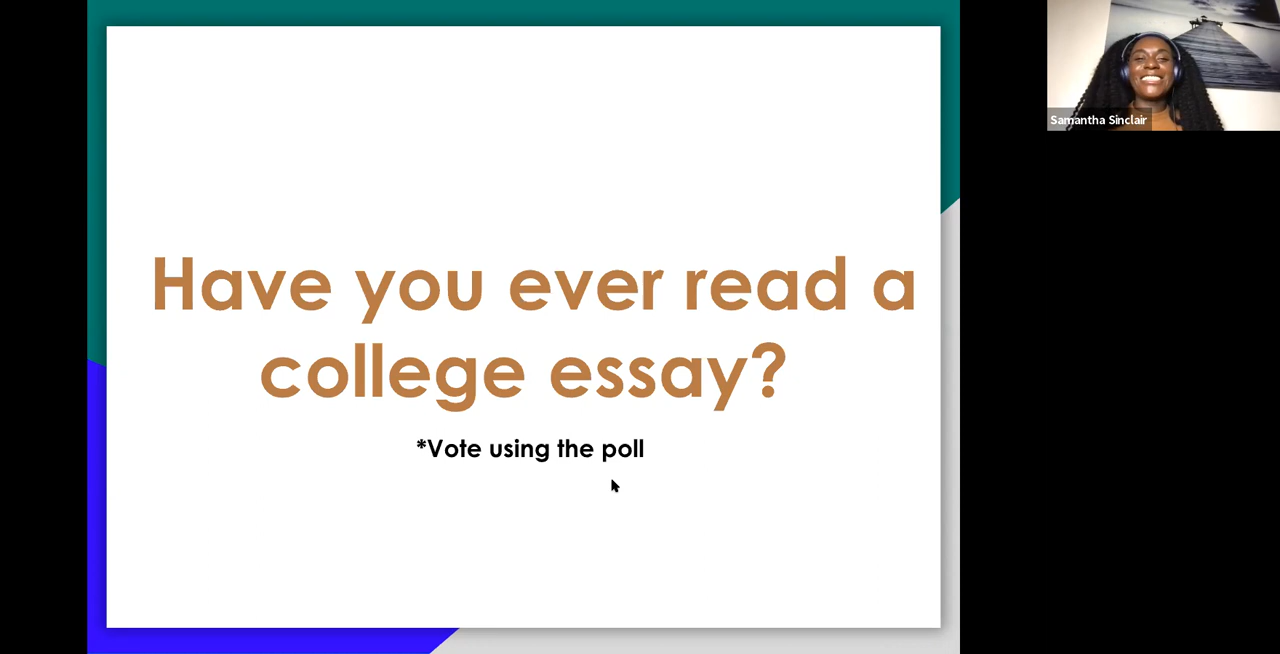 Have you ever read a
college essay?
*Vote using the poll
Samantha Sinclair